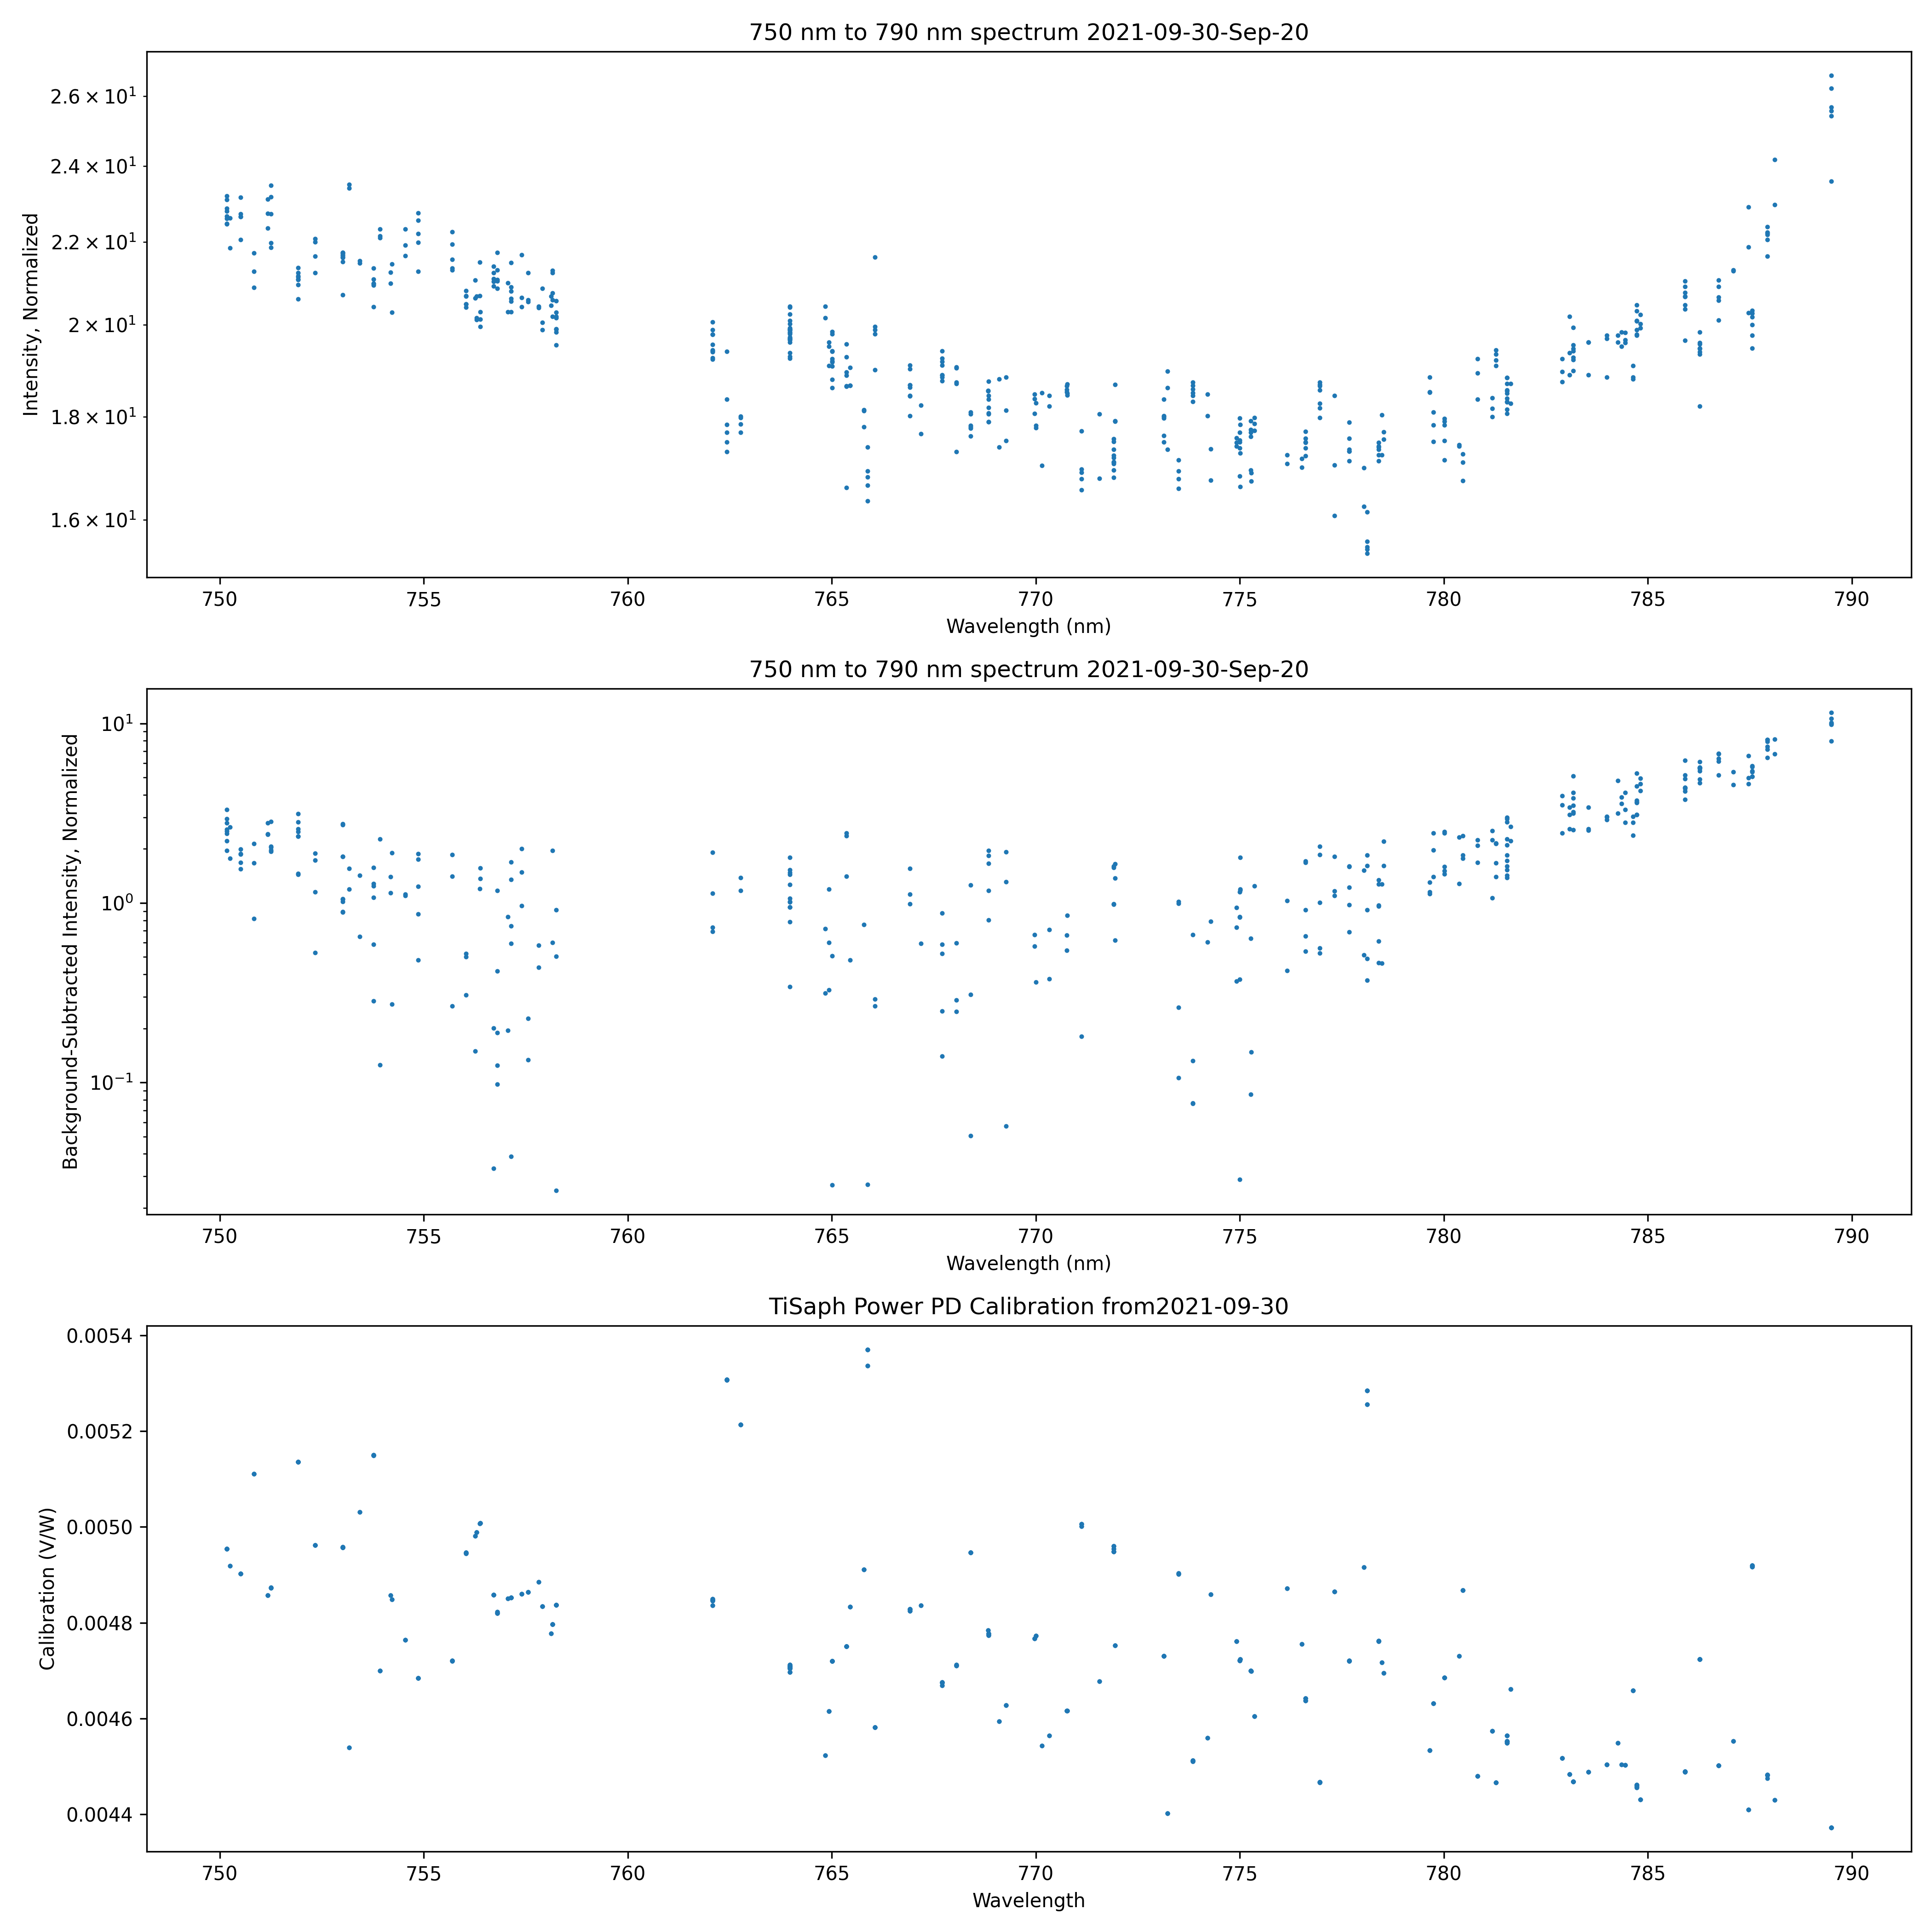 750 nm to 790 nm spectrum 2021-09-30-Sep-20
Intensity, Normalized
2.6 × 10¹
2.4 × 10¹
2.2 × 10¹
2 × 10¹
1.8 × 10¹
1.6 × 10¹
750 755 760 765 770 775 780 785 790
Wavelength (nm)
750 nm to 790 nm spectrum 2021-09-30-Sep-20
Background-Subtracted Intensity, Normalized
10¹
10⁰
10⁻¹
750 755 760 765 770 775 780 785 790
Wavelength (nm)
TiSaph Power PD Calibration from2021-09-30
Calibration (V/W)
0.0054
0.0052
0.0050
0.0048
0.0046
0.0044
750 755 760 765 770 775 780 785 790
Wavelength